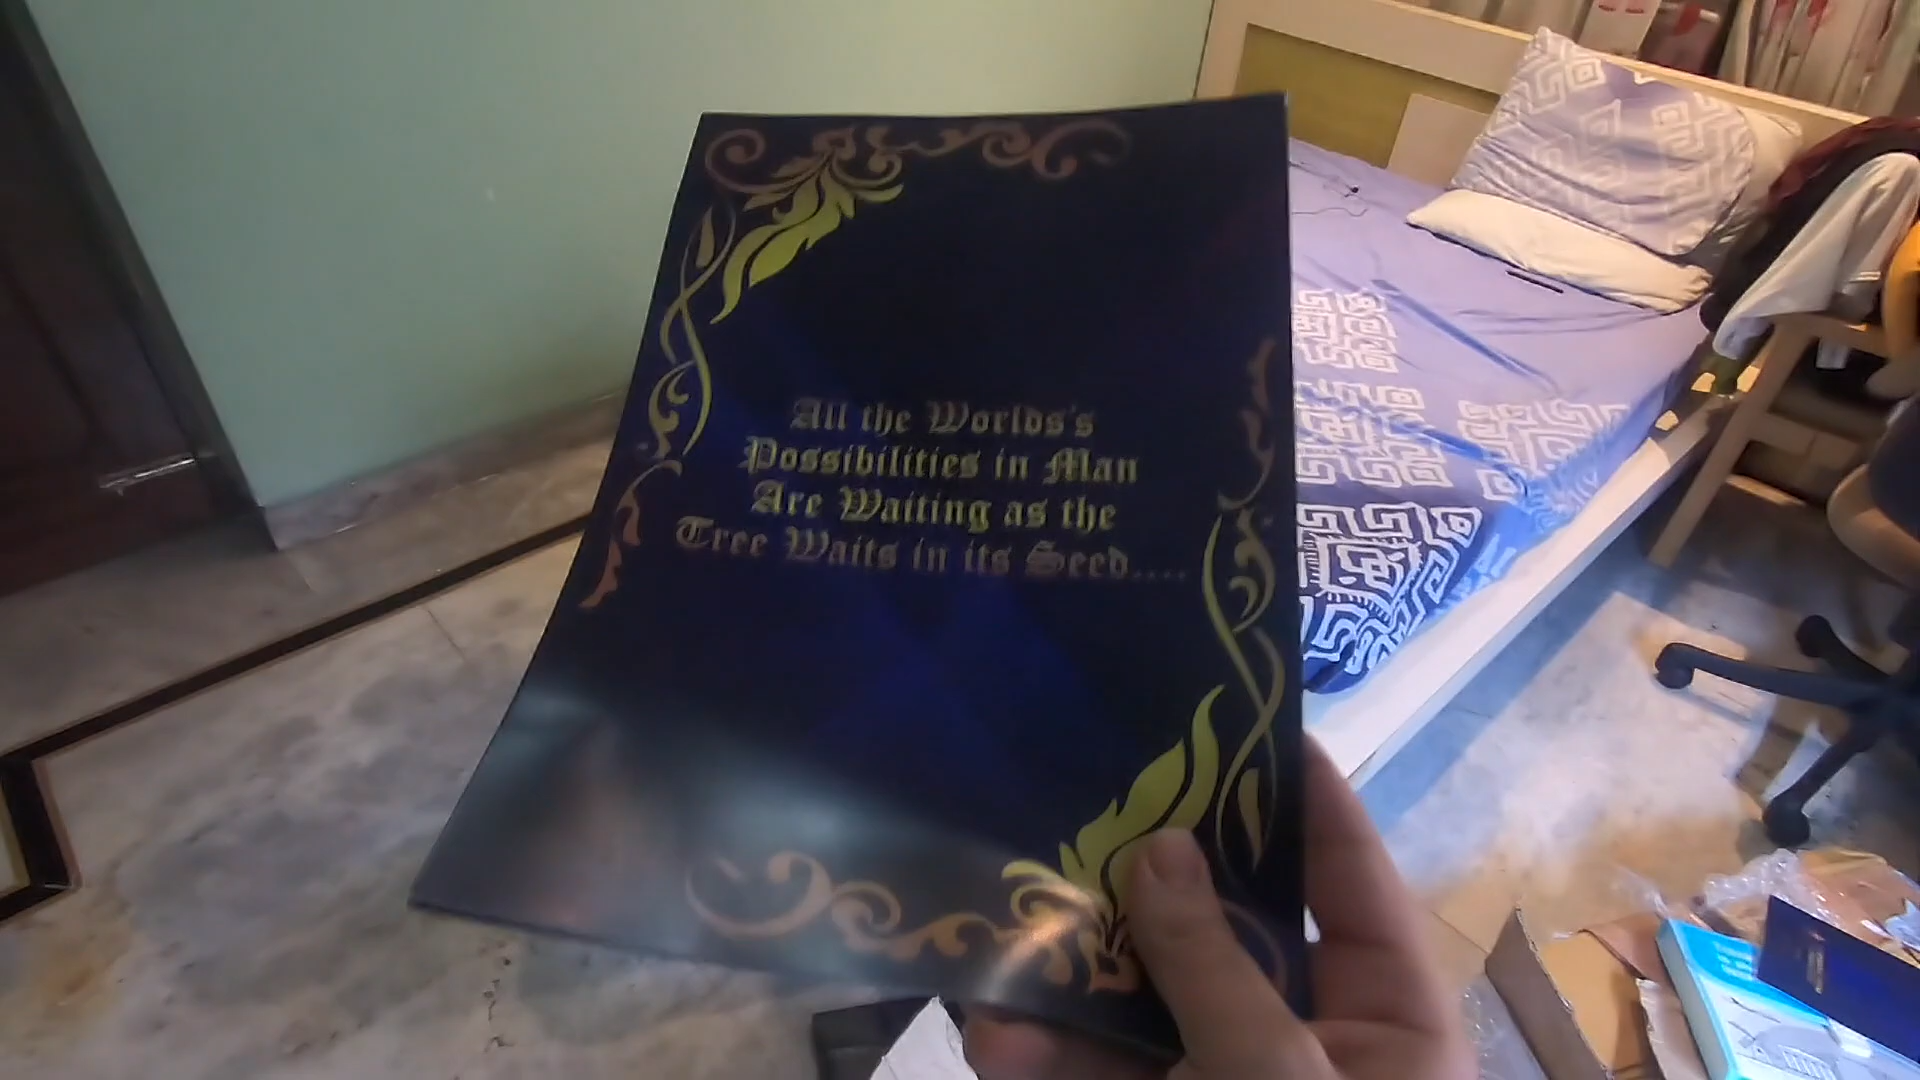 All the Worlds's
Possibilities in Man
Are Waiting as the
Tree Waits in its Seed....